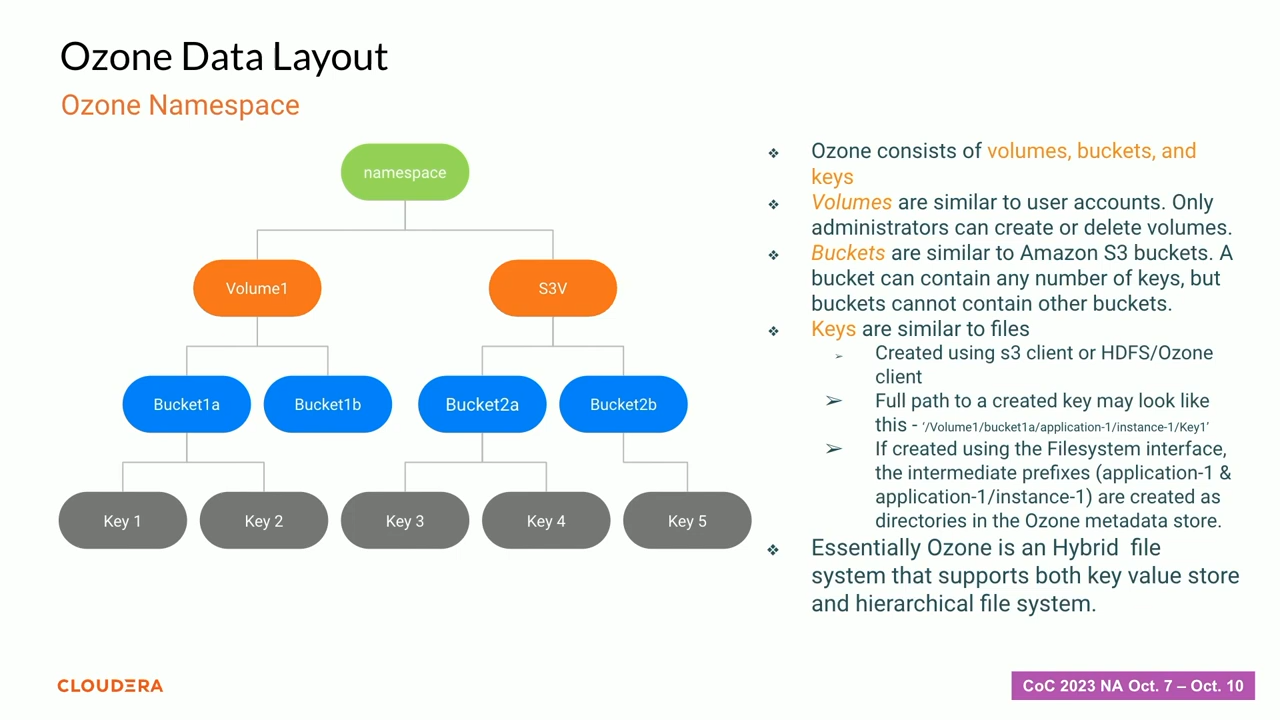 Ozone Data Layout
Ozone Namespace
namespace
Volume1
S3V
Bucket1a
Bucket1b
Bucket2a
Bucket2b
Key 1
Key 2
Key 3
Key 4
Key 5
Ozone consists of volumes, buckets, and
keys
Volumes are similar to user accounts. Only
administrators can create or delete volumes.
Buckets are similar to Amazon S3 buckets. A
bucket can contain any number of keys, but
buckets cannot contain other buckets.
Keys are similar to files
Created using s3 client or HDFS/Ozone
client
Full path to a created key may look like
this - '/Volume1/bucket1a/application-1/instance-1/Key1'
If created using the Filesystem interface,
the intermediate prefixes (application-1 &
application-1/instance-1) are created as
directories in the Ozone metadata store.
Essentially Ozone is an Hybrid file
system that supports both key value store
and hierarchical file system.
CLOUDERA
CoC 2023 NA Oct. 7 – Oct. 10